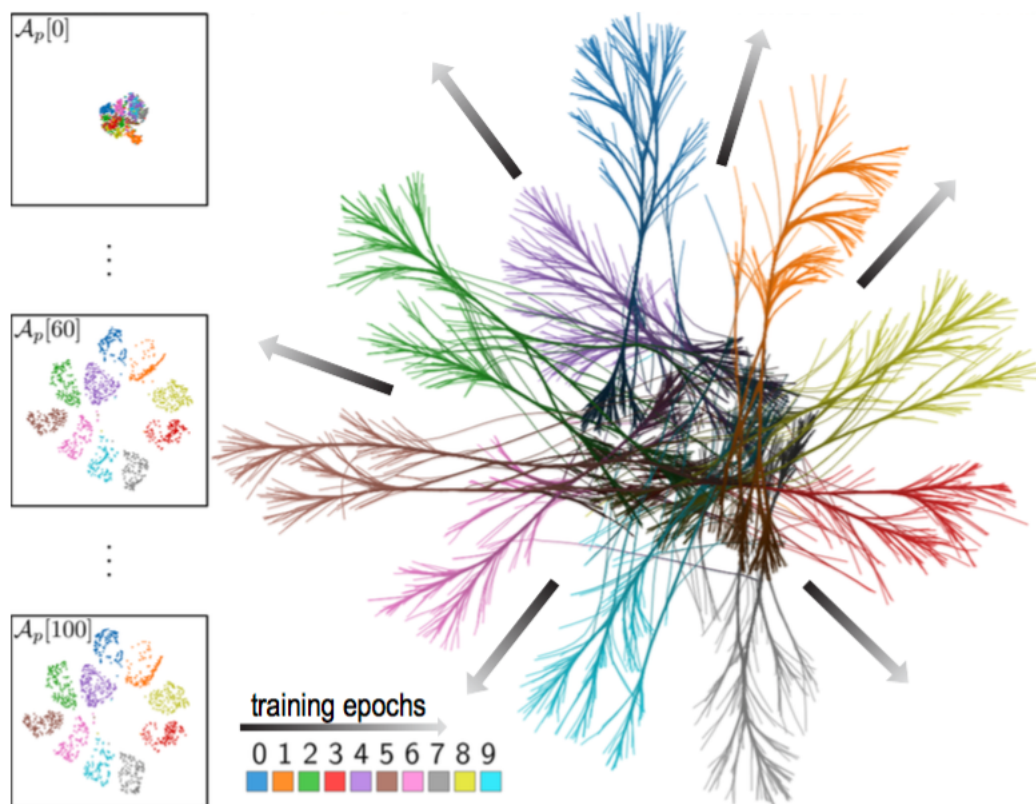 𝒜ₚ[0]
⋮
𝒜ₚ[60]
⋮
𝒜ₚ[100]
training epochs
0 1 2 3 4 5 6 7 8 9